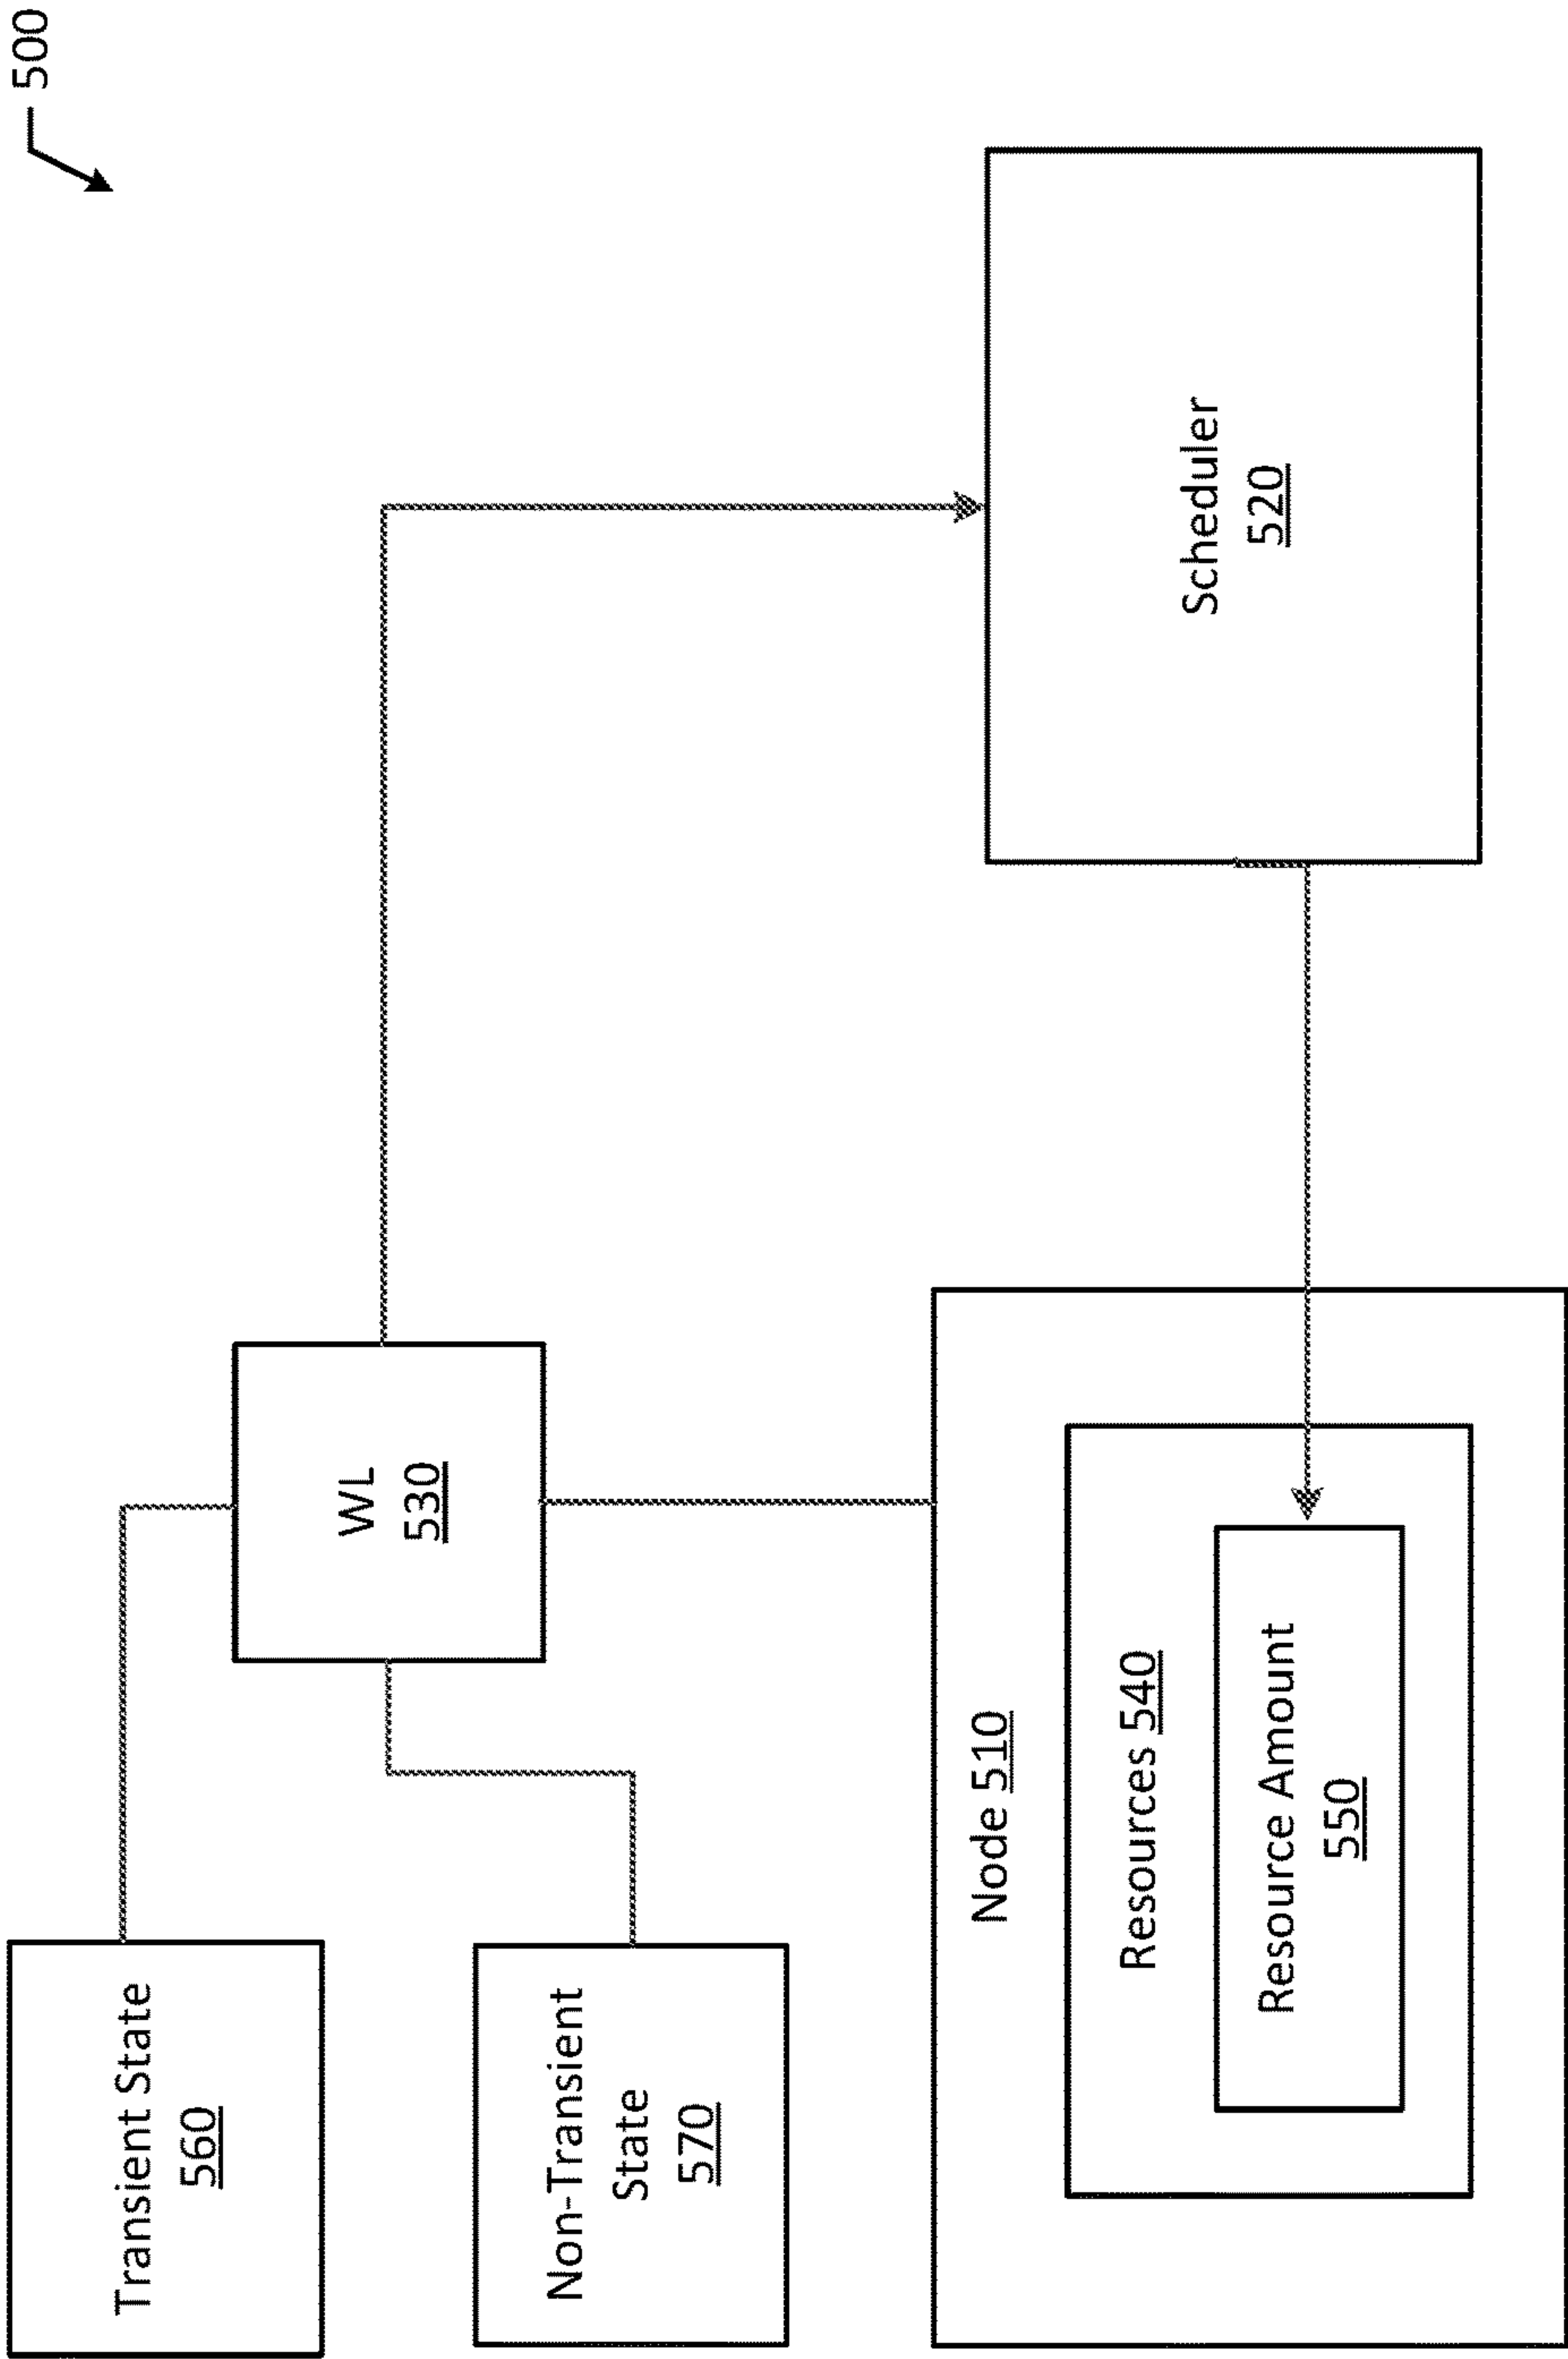 500
Transient State
560
Non-Transient
State
570
WL
530
Node 510
Resources 540
Resource Amount
550
Scheduler
520